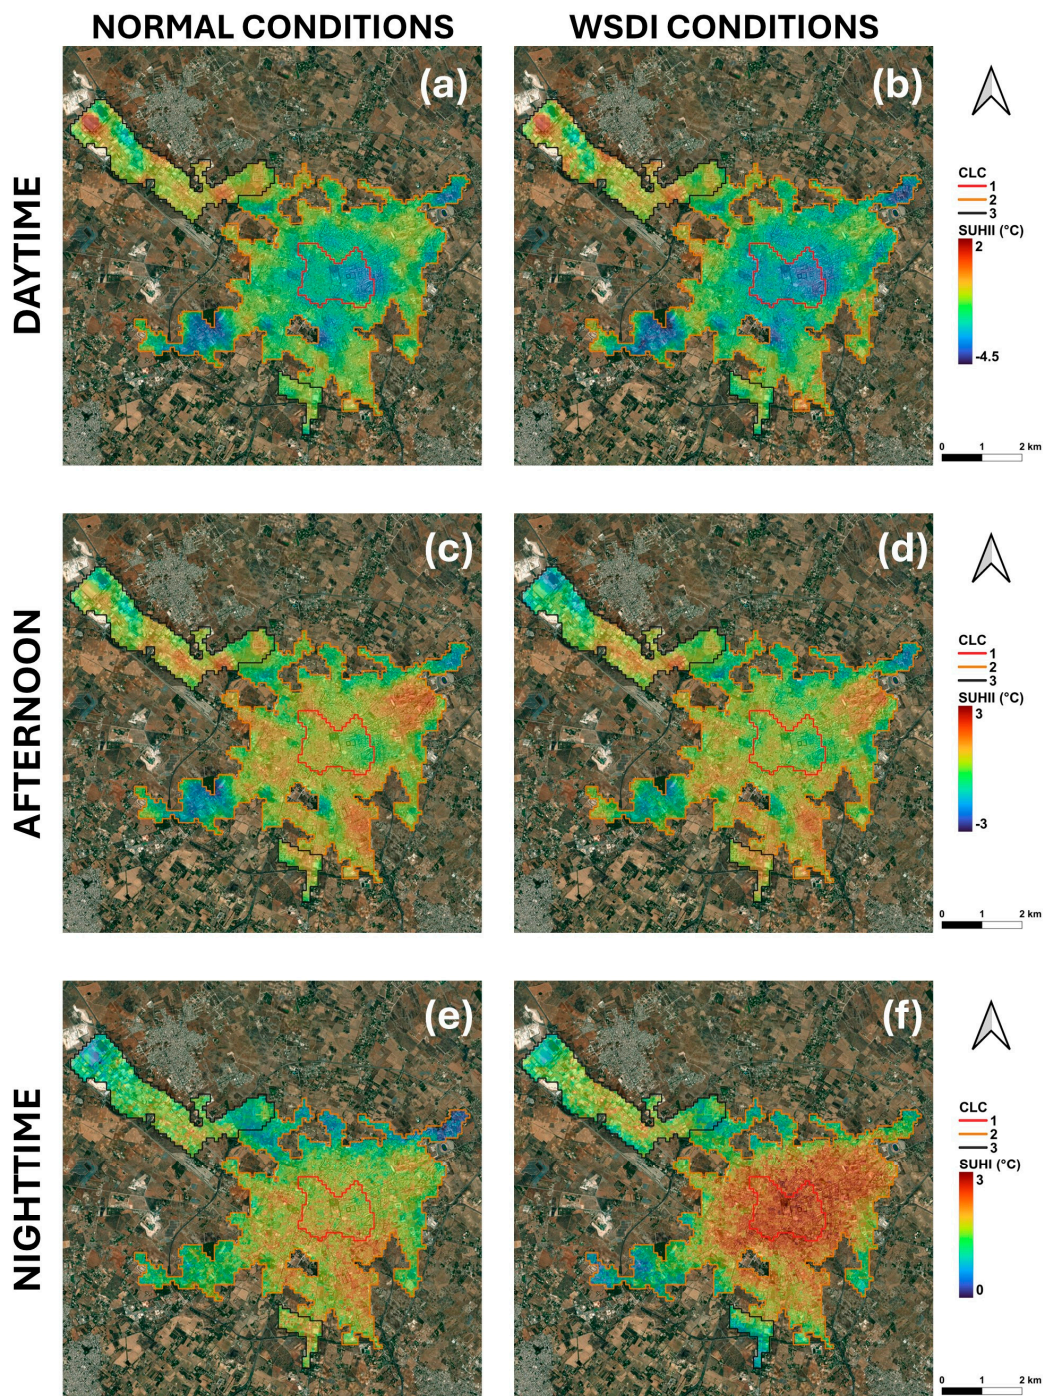 NORMAL CONDITIONS
WSDI CONDITIONS
DAYTIME
(a)
(b)
CLC
1
2
3
SUHII (°C)
2
-4.5
0 1 2 km
AFTERNOON
(c)
(d)
CLC
1
2
3
SUHII (°C)
3
-3
0 1 2 km
NIGHTTIME
(e)
(f)
CLC
1
2
3
SUHI (°C)
3
0
0 1 2 km